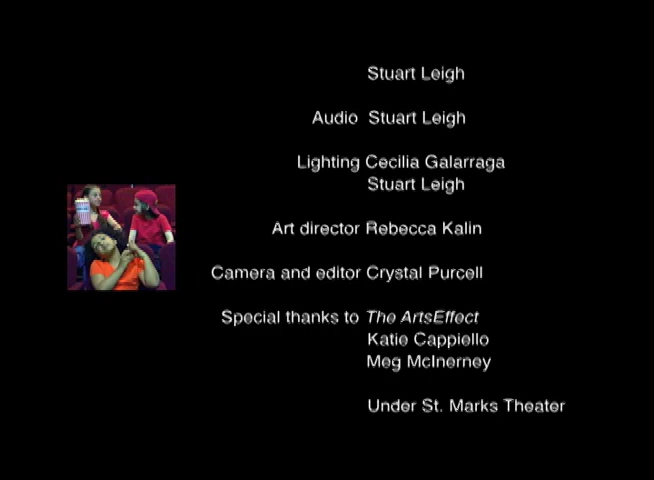 Stuart Leigh
Audio Stuart Leigh
Lighting Cecilia Galarraga
Stuart Leigh
Art director Rebecca Kalin
Camera and editor Crystal Purcell
Special thanks to The ArtsEffect
Katie Cappiello
Meg McInerney
Under St. Marks Theater